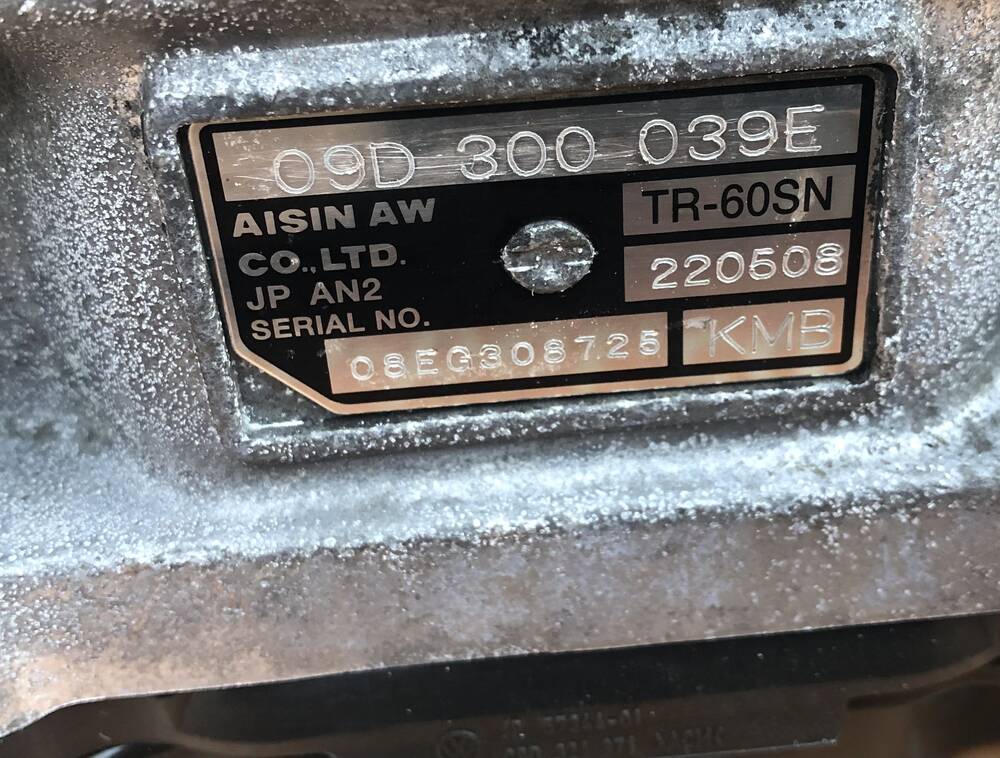 09D 300 039E
AISIN AW
CO.,LTD.
JP AN2
SERIAL NO.
TR-60SN
220508
08EG308725
KMB